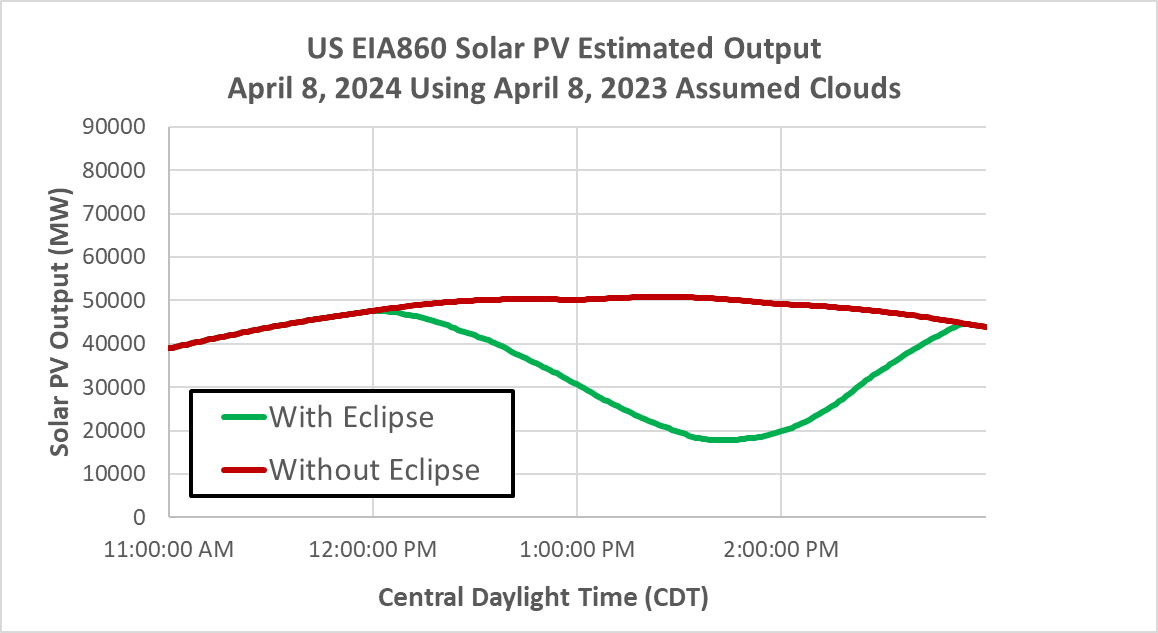 US EIA860 Solar PV Estimated Output
April 8, 2024 Using April 8, 2023 Assumed Clouds
90000
80000
70000
60000
50000
40000
30000
20000
10000
0
Solar PV Output (MW)
With Eclipse
Without Eclipse
11:00:00 AM 12:00:00 PM 1:00:00 PM 2:00:00 PM
Central Daylight Time (CDT)